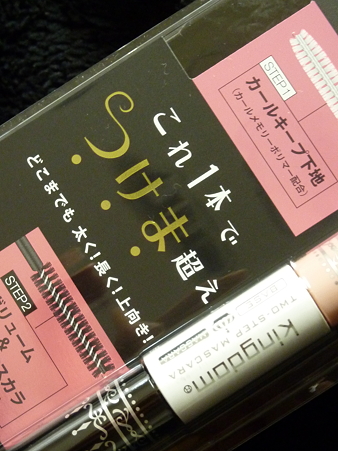 STEP1
カールキープ下地
(カールメモリーポリマー配合)
これ1本で
つけま超え
どこまでも太く!長く!上向き!
STEP2
リューム
&
スカラ
kingdom®
TWO-STEP MASCARA